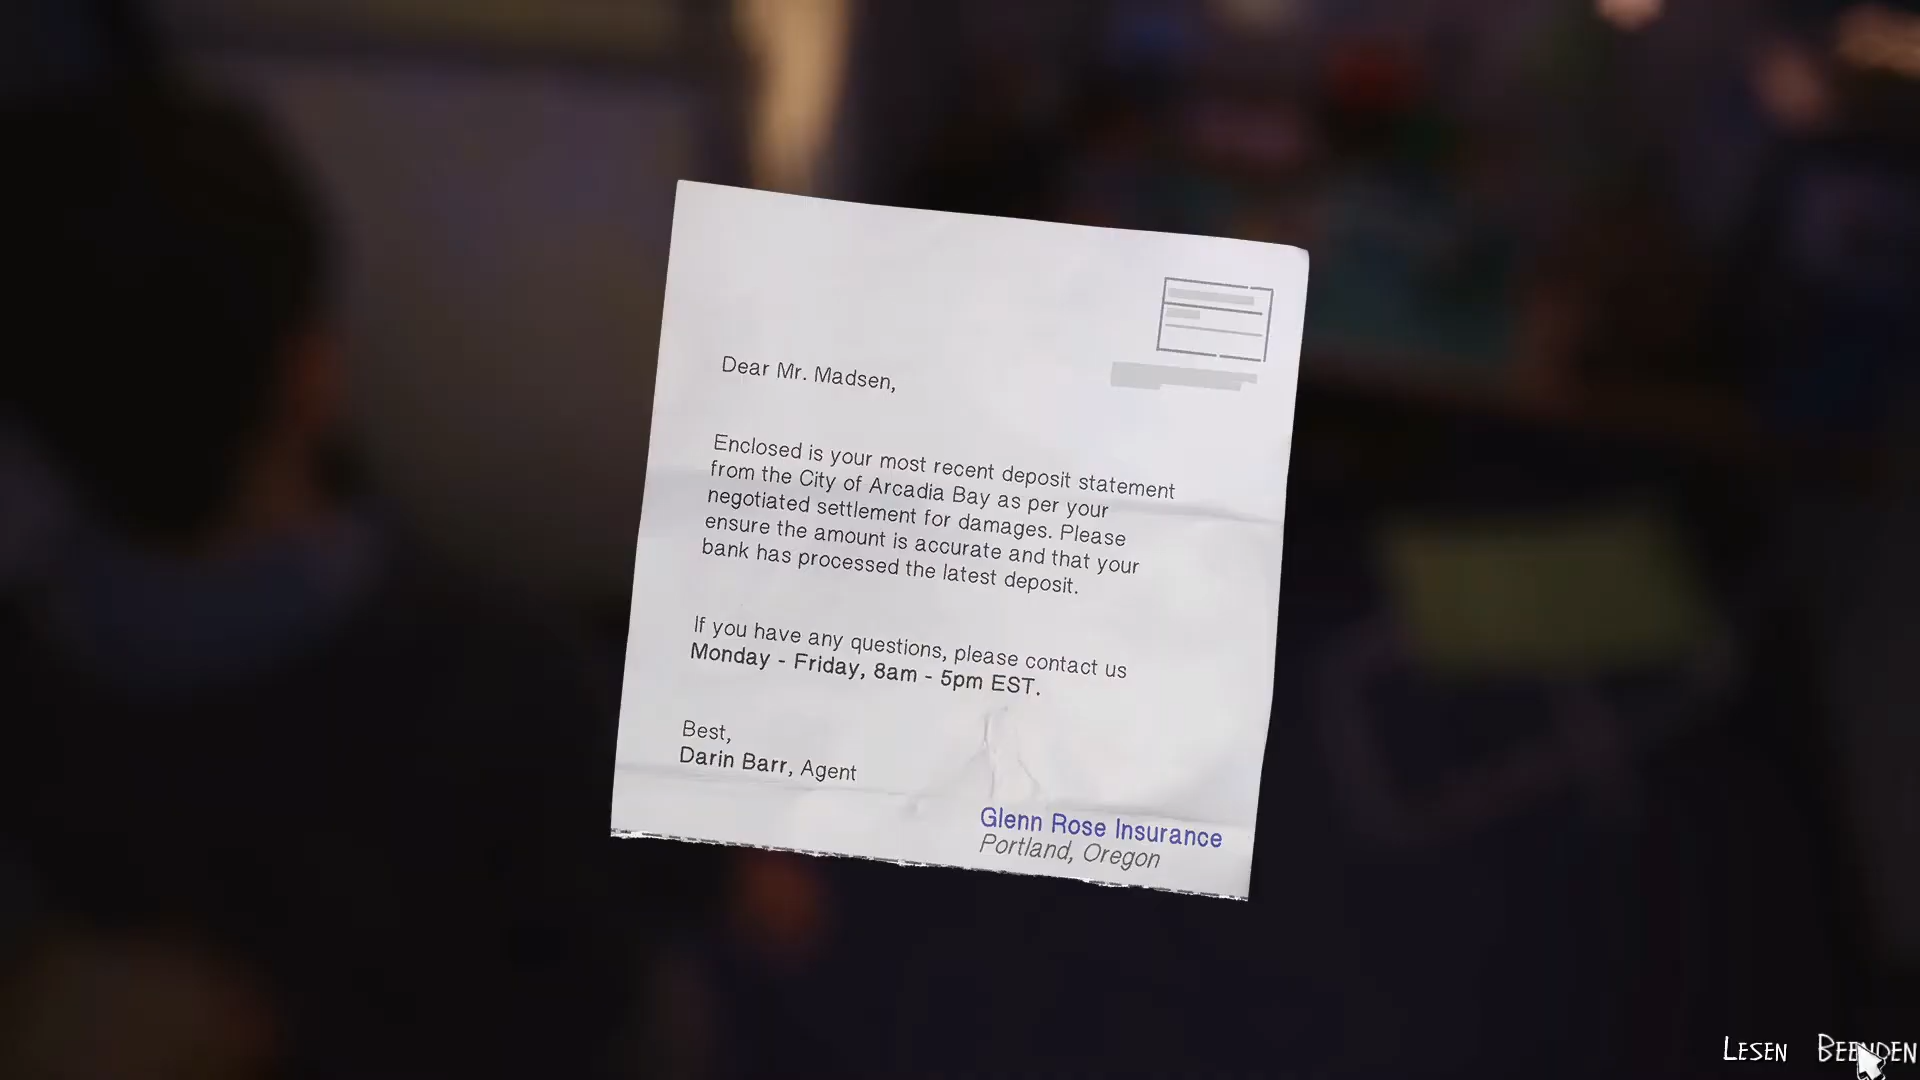 Dear Mr. Madsen,
Enclosed is your most recent deposit statement
from the City of Arcadia Bay as per your
negotiated settlement for damages. Please
ensure the amount is accurate and that your
bank has processed the latest deposit.
If you have any questions, please contact us
Monday - Friday, 8am - 5pm EST.
Best,
Darin Barr, Agent
Glenn Rose Insurance
Portland, Oregon
LESEN BEENDEN